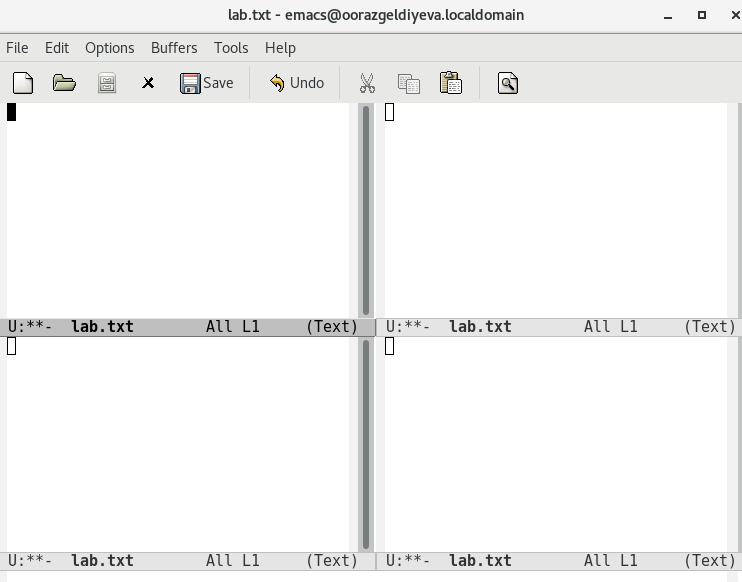 lab.txt - emacs@oorazgeldiyeva.localdomain
File Edit Options Buffers Tools Help
Save Undo
U:**- lab.txt All L1 (Text)
U:**- lab.txt All L1 (Text)
U:**- lab.txt All L1 (Text)
U:**- lab.txt All L1 (Text)